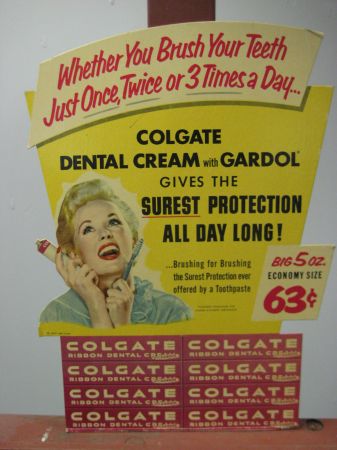 Whether You Brush Your Teeth
Just Once, Twice or 3 Times a Day...
COLGATE
DENTAL CREAM with GARDOL
GIVES THE
SUREST PROTECTION
ALL DAY LONG!
...Brushing for Brushing
the Surest Protection ever
offered by a Toothpaste
BIG 5 OZ.
ECONOMY SIZE
63¢
COLGATE
RIBBON DENTAL CREAM
COLGATE
RIBBON DENTAL CREAM
COLGATE
RIBBON DENTAL CREAM
COLGATE
RIBBON DENTAL CREAM
COLGATE
RIBBON DENTAL CREAM
COLGATE
RIBBON DENTAL CREAM
COLGATE
RIBBON DENTAL CREAM
COLGATE
RIBBON DENTAL CREAM